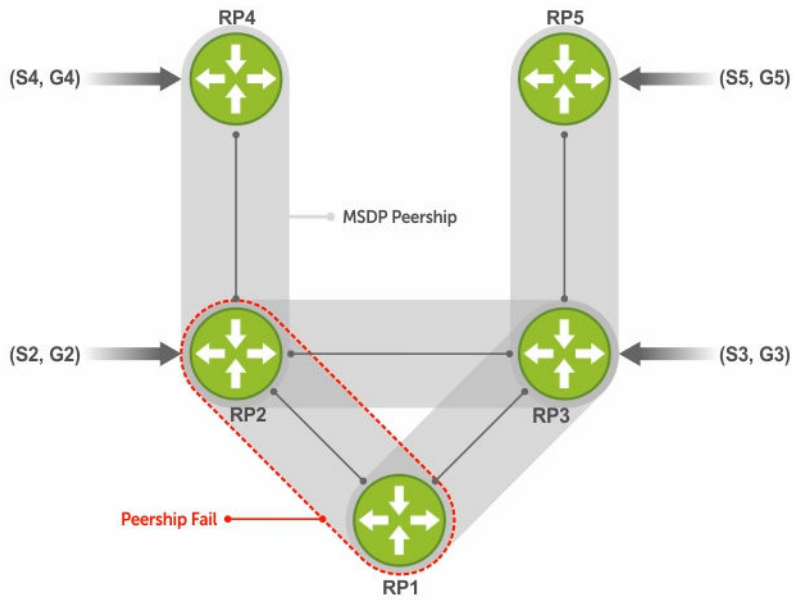 RP4
RP5
(S4, G4)
(S5, G5)
MSDP Peership
(S2, G2)
(S3, G3)
RP2
RP3
Peership Fail
RP1